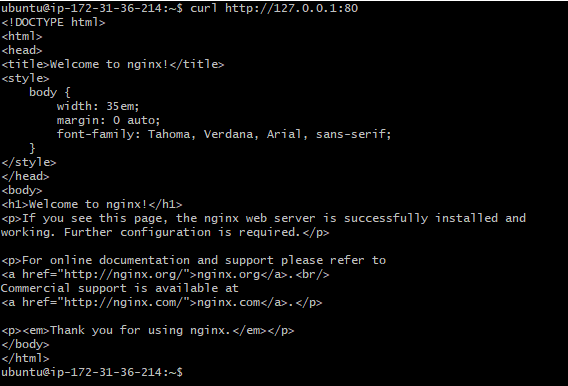 ubuntu@ip-172-31-36-214:~$ curl http://127.0.0.1:80
<!DOCTYPE html>
<html>
<head>
<title>Welcome to nginx!</title>
<style>
    body {
        width: 35em;
        margin: 0 auto;
        font-family: Tahoma, Verdana, Arial, sans-serif;
    }
</style>
</head>
<body>
<h1>Welcome to nginx!</h1>
<p>If you see this page, the nginx web server is successfully installed and
working. Further configuration is required.</p>

<p>For online documentation and support please refer to
<a href="http://nginx.org/">nginx.org</a>.<br/>
Commercial support is available at
<a href="http://nginx.com/">nginx.com</a>.</p>

<p><em>Thank you for using nginx.</em></p>
</body>
</html>
ubuntu@ip-172-31-36-214:~$